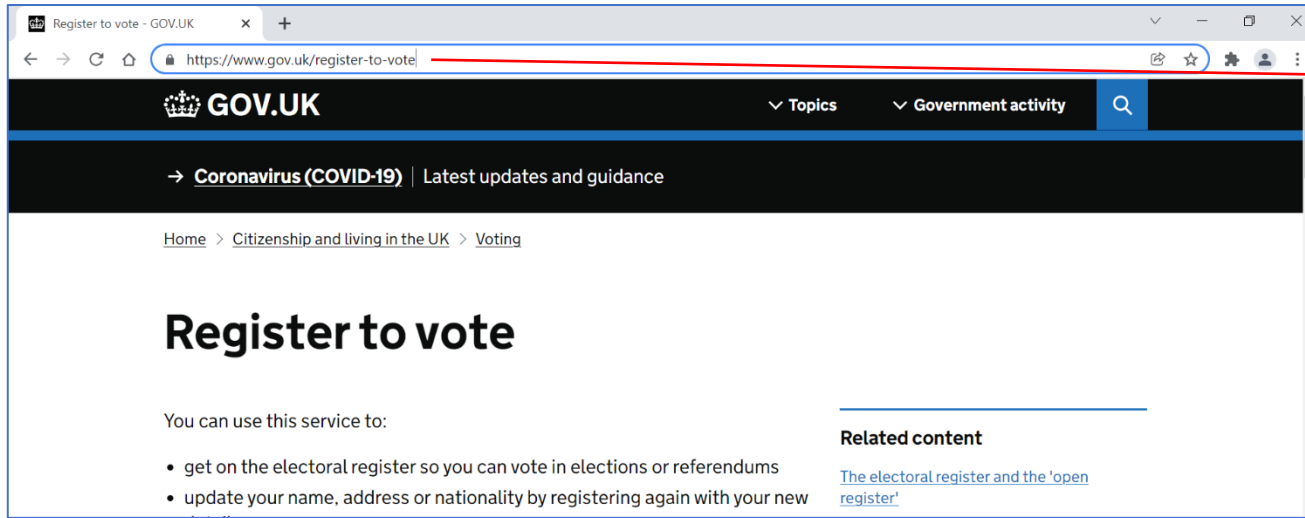 Register to vote - GOV.UK
https://www.gov.uk/register-to-vote
GOV.UK Topics Government activity
→ Coronavirus (COVID-19) | Latest updates and guidance
Home > Citizenship and living in the UK > Voting
Register to vote
You can use this service to:
• get on the electoral register so you can vote in elections or referendums
• update your name, address or nationality by registering again with your new
Related content
The electoral register and the 'open
register'